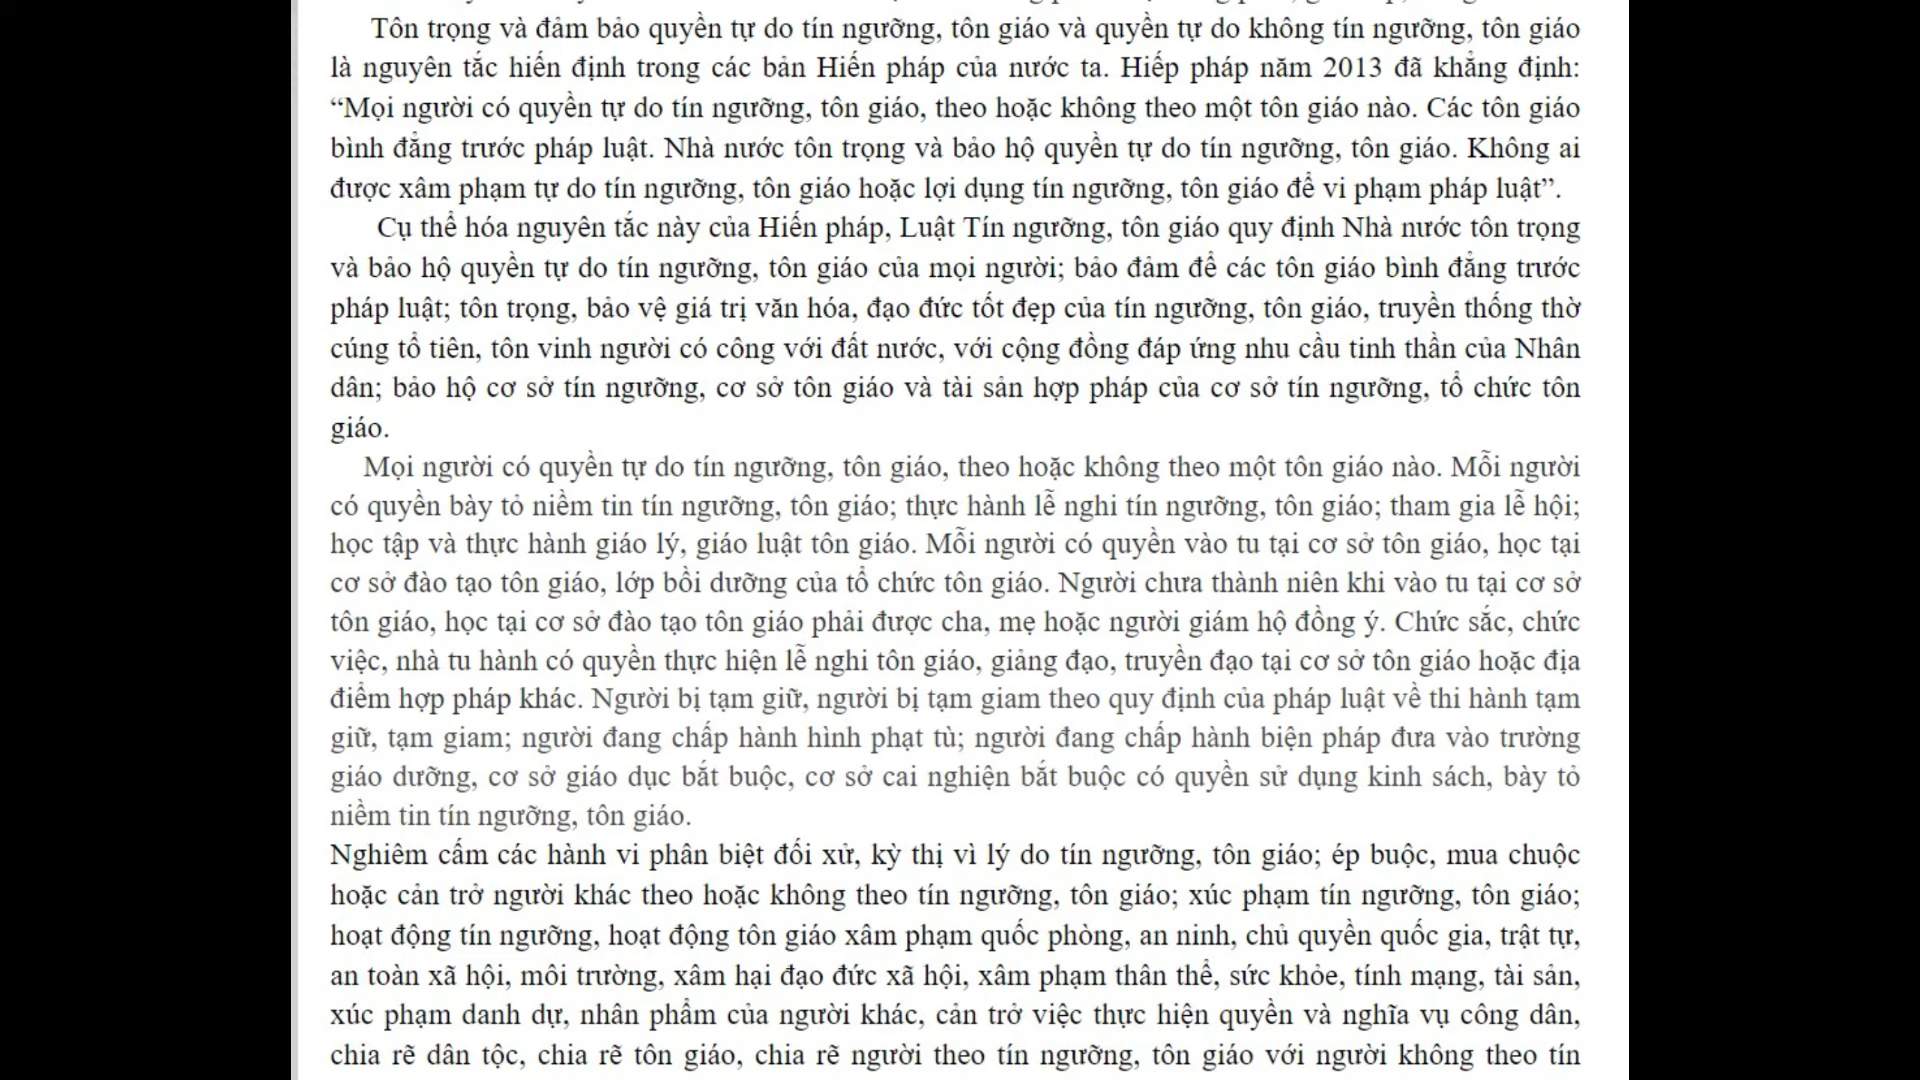 Tôn trọng và đảm bảo quyền tự do tín ngưỡng, tôn giáo và quyền tự do không tín ngưỡng, tôn giáo
là nguyên tắc hiến định trong các bản Hiến pháp của nước ta. Hiếp pháp năm 2013 đã khẳng định:
“Mọi người có quyền tự do tín ngưỡng, tôn giáo, theo hoặc không theo một tôn giáo nào. Các tôn giáo
bình đẳng trước pháp luật. Nhà nước tôn trọng và bảo hộ quyền tự do tín ngưỡng, tôn giáo. Không ai
được xâm phạm tự do tín ngưỡng, tôn giáo hoặc lợi dụng tín ngưỡng, tôn giáo để vi phạm pháp luật”.
Cụ thể hóa nguyên tắc này của Hiến pháp, Luật Tín ngưỡng, tôn giáo quy định Nhà nước tôn trọng
và bảo hộ quyền tự do tín ngưỡng, tôn giáo của mọi người; bảo đảm để các tôn giáo bình đẳng trước
pháp luật; tôn trọng, bảo vệ giá trị văn hóa, đạo đức tốt đẹp của tín ngưỡng, tôn giáo, truyền thống thờ
cúng tổ tiên, tôn vinh người có công với đất nước, với cộng đồng đáp ứng nhu cầu tinh thần của Nhân
dân; bảo hộ cơ sở tín ngưỡng, cơ sở tôn giáo và tài sản hợp pháp của cơ sở tín ngưỡng, tổ chức tôn
giáo.
Mọi người có quyền tự do tín ngưỡng, tôn giáo, theo hoặc không theo một tôn giáo nào. Mỗi người
có quyền bày tỏ niềm tin tín ngưỡng, tôn giáo; thực hành lễ nghi tín ngưỡng, tôn giáo; tham gia lễ hội;
học tập và thực hành giáo lý, giáo luật tôn giáo. Mỗi người có quyền vào tu tại cơ sở tôn giáo, học tại
cơ sở đào tạo tôn giáo, lớp bồi dưỡng của tổ chức tôn giáo. Người chưa thành niên khi vào tu tại cơ sở
tôn giáo, học tại cơ sở đào tạo tôn giáo phải được cha, mẹ hoặc người giám hộ đồng ý. Chức sắc, chức
việc, nhà tu hành có quyền thực hiện lễ nghi tôn giáo, giảng đạo, truyền đạo tại cơ sở tôn giáo hoặc địa
điểm hợp pháp khác. Người bị tạm giữ, người bị tạm giam theo quy định của pháp luật về thi hành tạm
giữ, tạm giam; người đang chấp hành hình phạt tù; người đang chấp hành biện pháp đưa vào trường
giáo dưỡng, cơ sở giáo dục bắt buộc, cơ sở cai nghiện bắt buộc có quyền sử dụng kinh sách, bày tỏ
niềm tin tín ngưỡng, tôn giáo.
Nghiêm cấm các hành vi phân biệt đối xử, kỳ thị vì lý do tín ngưỡng, tôn giáo; ép buộc, mua chuộc
hoặc cản trở người khác theo hoặc không theo tín ngưỡng, tôn giáo; xúc phạm tín ngưỡng, tôn giáo;
hoạt động tín ngưỡng, hoạt động tôn giáo xâm phạm quốc phòng, an ninh, chủ quyền quốc gia, trật tự,
an toàn xã hội, môi trường, xâm hại đạo đức xã hội, xâm phạm thân thể, sức khỏe, tính mạng, tài sản,
xúc phạm danh dự, nhân phẩm của người khác, cản trở việc thực hiện quyền và nghĩa vụ công dân,
chia rẽ dân tộc, chia rẽ tôn giáo, chia rẽ người theo tín ngưỡng, tôn giáo với người không theo tín